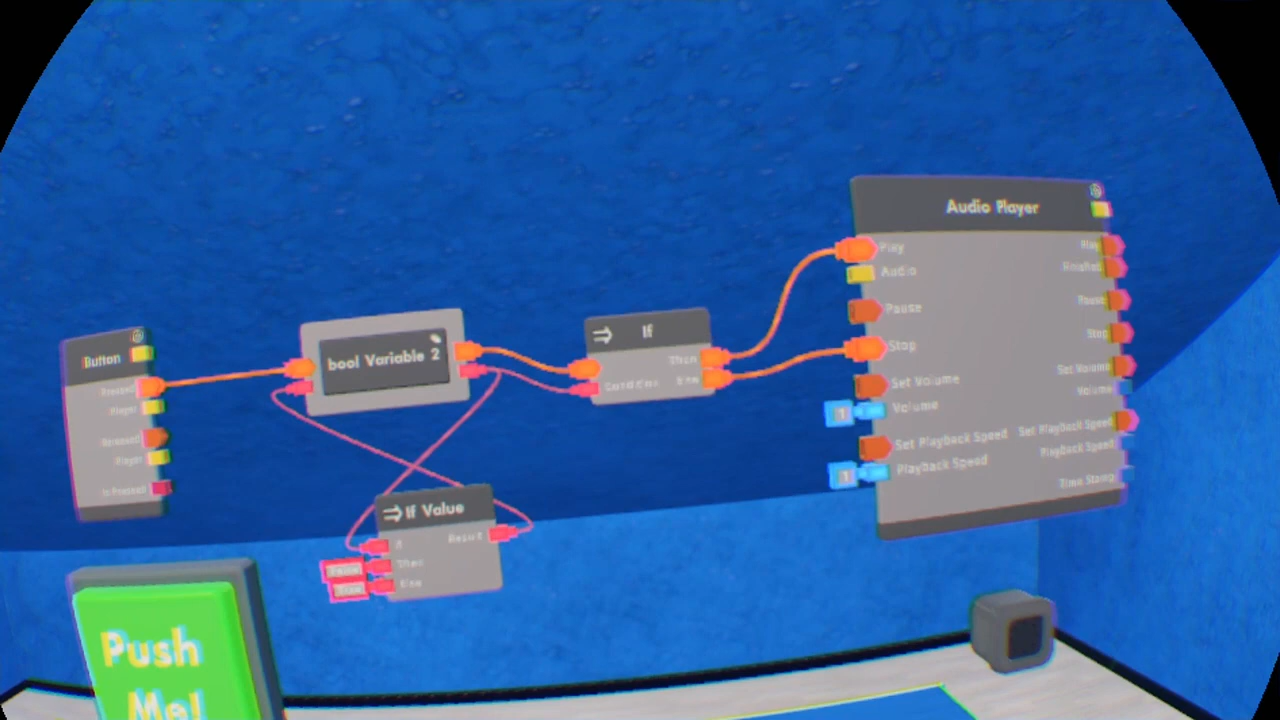 Button
Pressed
Player
Released
Player
Is Pressed
bool Variable 2
If
Then
Condition
Else
If Value
If
Result
Then
Else
False
True
Audio Player
Play
Play
Audio
Finished
Pause
Pause
Stop
Stop
Set Volume
Set Volume
Volume
1
Volume
Set Playback Speed
Set Playback Speed
Playback Speed
1
Playback Speed
Time Stamp
Push
Me!